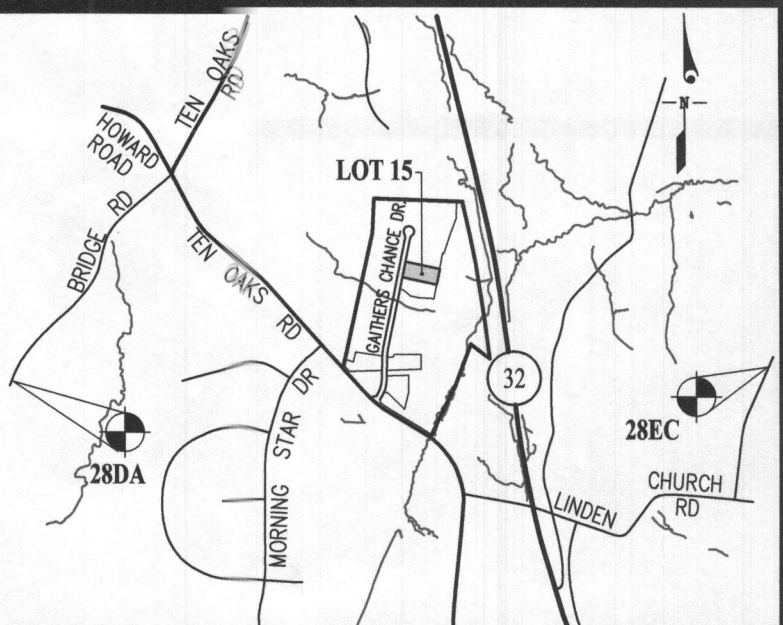 TEN OAKS
RD
HOWARD
ROAD
LOT 15
N
BRIDGE RD
TEN OAKS RD
GAITHERS CHANCE DR.
32
MORNING STAR DR
28DA
28EC
LINDEN CHURCH
RD